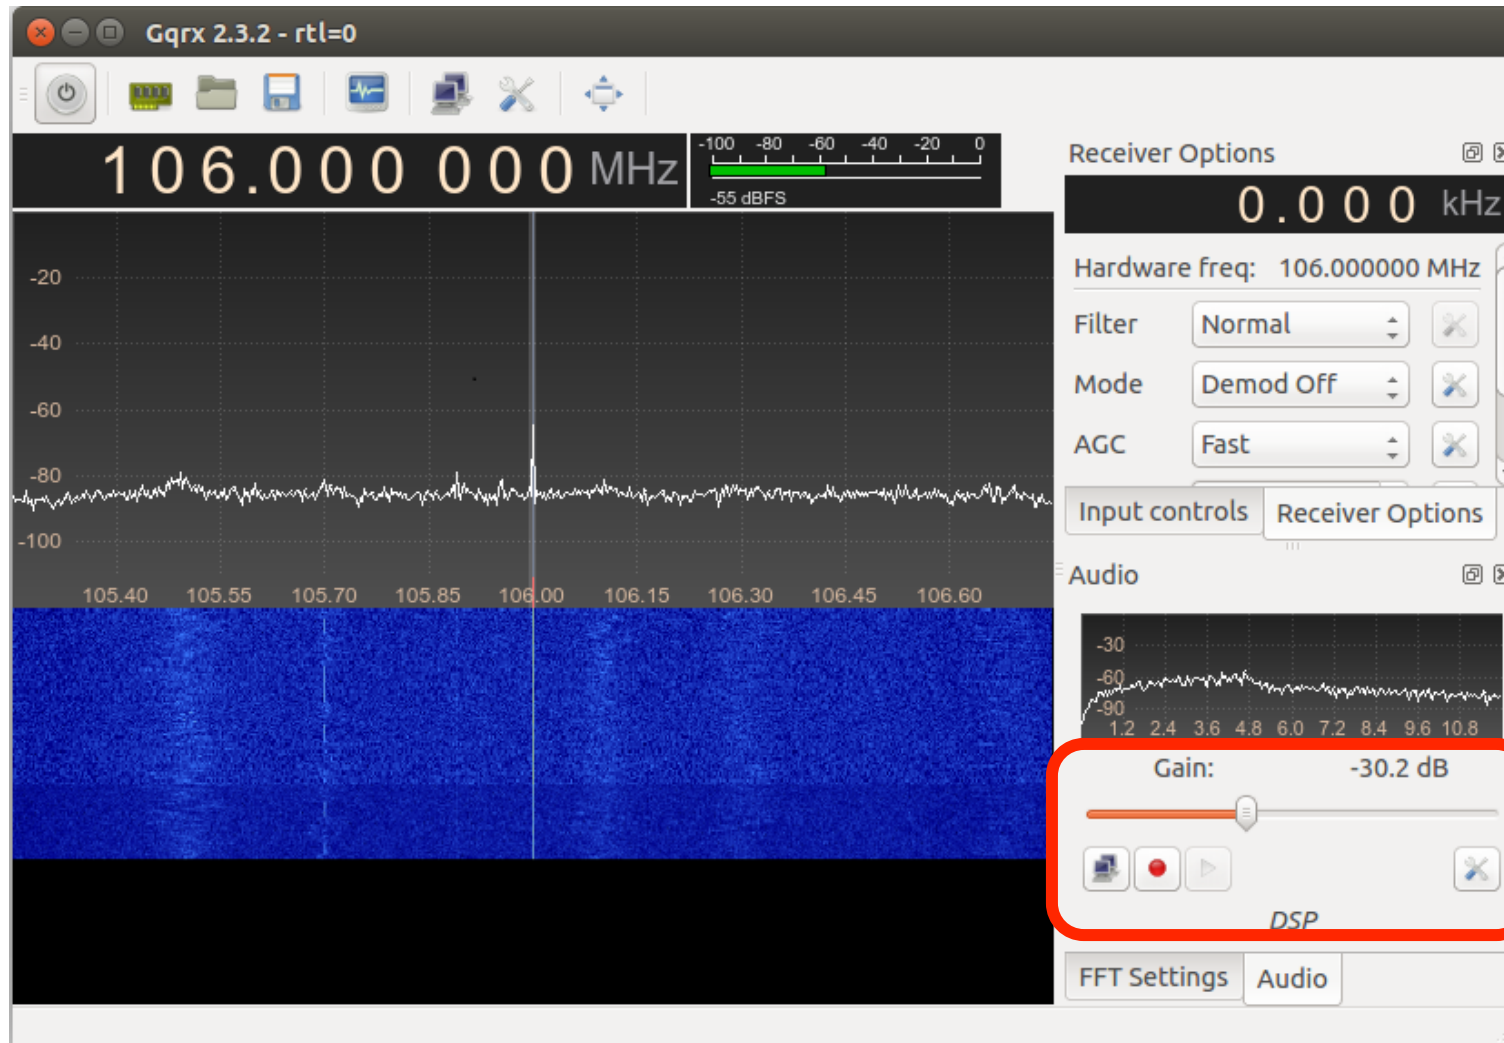 Gqrx 2.3.2 - rtl=0
106.000 000 MHz
-100 -80 -60 -40 -20 0
-55 dBFS
-20
-40
-60
-80
-100
105.40 105.55 105.70 105.85 106.00 106.15 106.30 106.45 106.60
Receiver Options
0.000 kHz
Hardware freq: 106.000000 MHz
Filter Normal
Mode Demod Off
AGC Fast
Input controls Receiver Options
Audio
-30
-60
-90
1.2 2.4 3.6 4.8 6.0 7.2 8.4 9.6 10.8
Gain: -30.2 dB
DSP
FFT Settings Audio